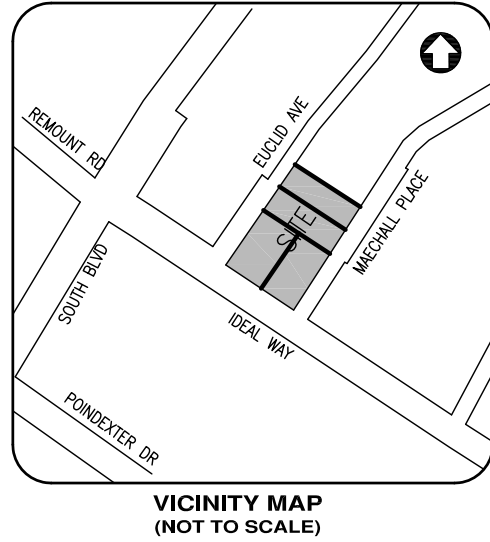 REMOUNT RD
EUCLID AVE
MAECHALL PLACE
SITE
SOUTH BLVD
IDEAL WAY
POINDEXTER DR
VICINITY MAP
(NOT TO SCALE)